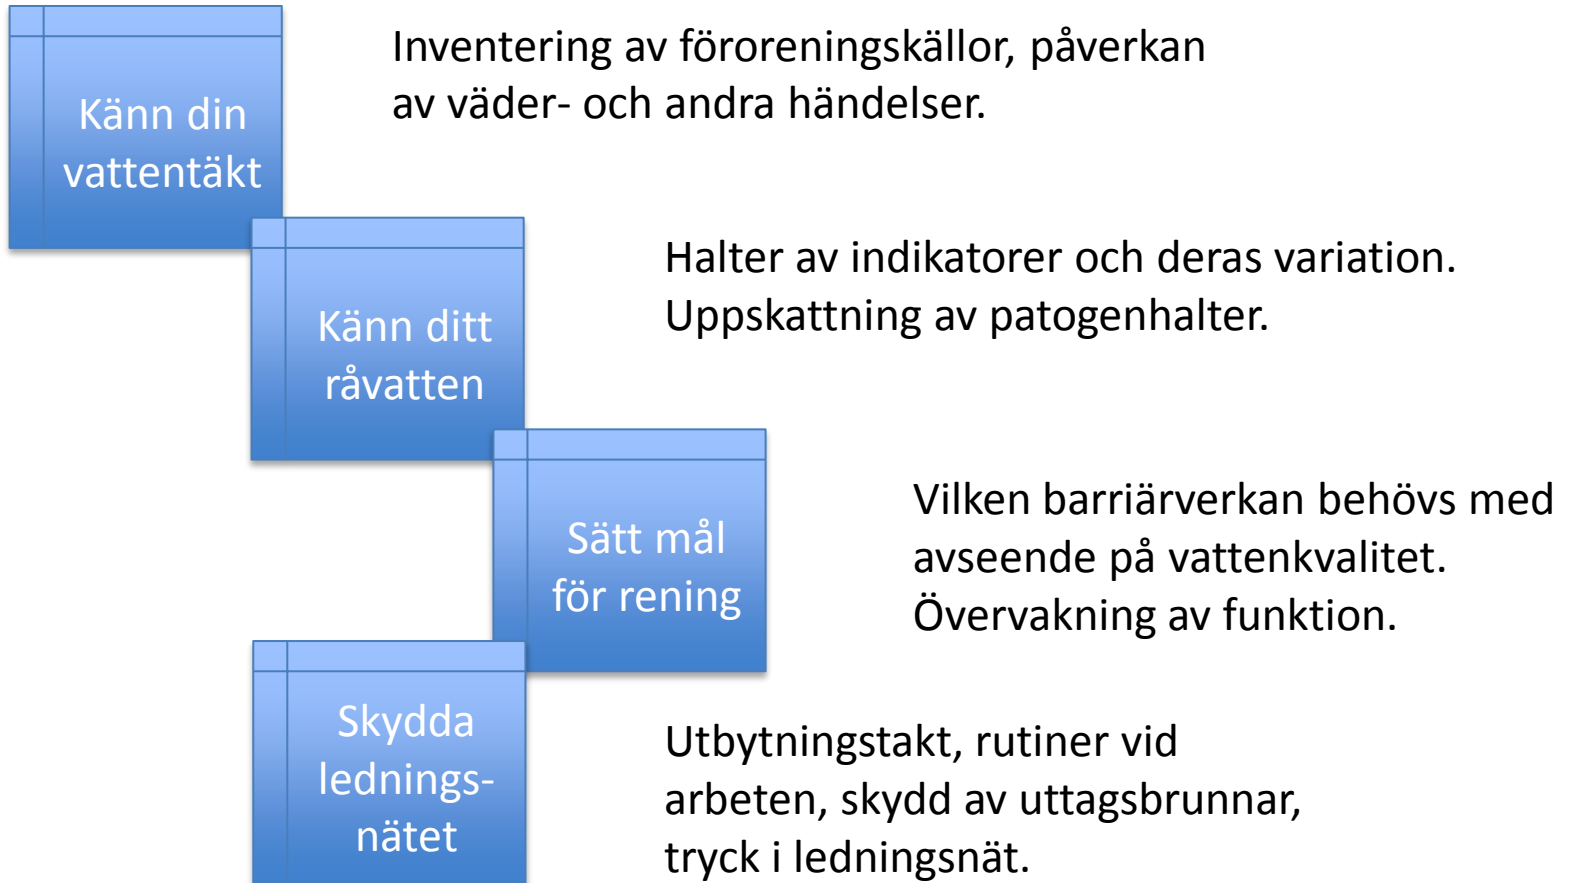 Känn din
vattentäkt
Inventering av föroreningskällor, påverkan
av väder- och andra händelser.
Känn ditt
råvatten
Halter av indikatorer och deras variation.
Uppskattning av patogenhalter.
Sätt mål
för rening
Vilken barriärverkan behövs med
avseende på vattenkvalitet.
Övervakning av funktion.
Skydda
lednings-
nätet
Utbytningstakt, rutiner vid
arbeten, skydd av uttagsbrunnar,
tryck i ledningsnät.